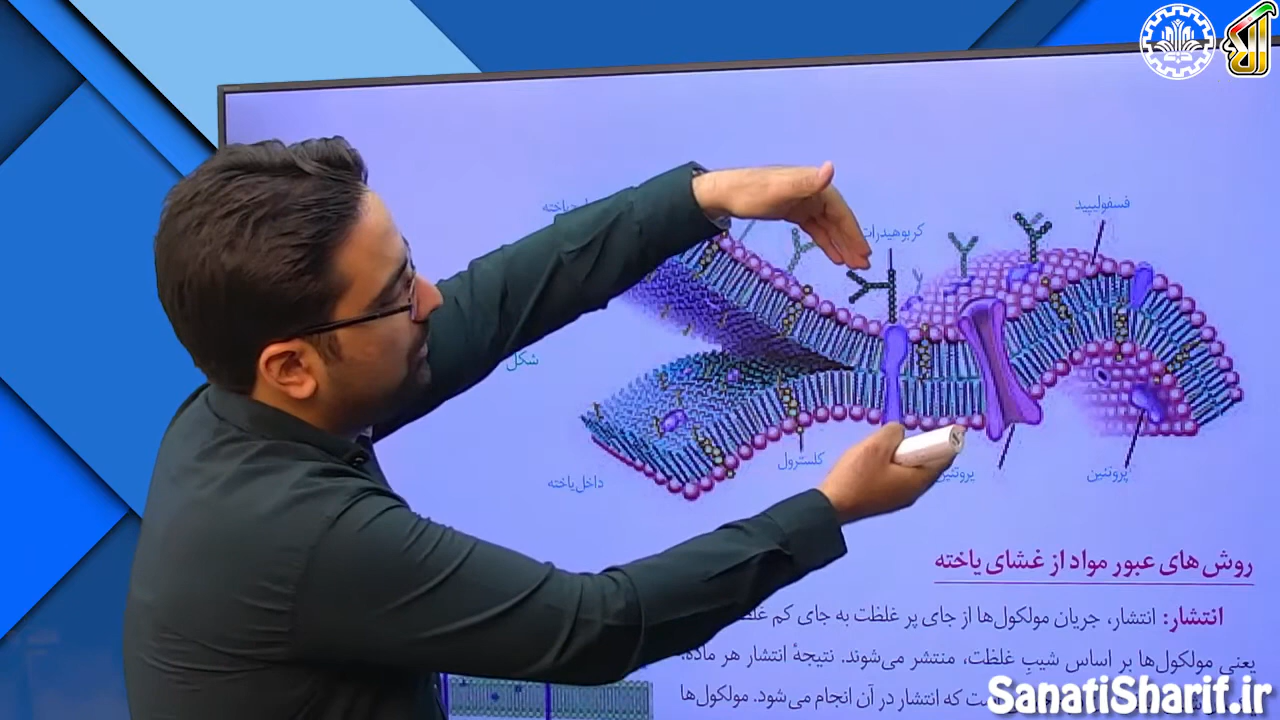 فسفولیپید
کربوهیدرات
شکل
کلسترول
پروتئین
پروتئین
داخل یاخته
روش های عبور مواد از غشای یاخته
انتشار: انتشار، جریان مولکول‌ها از جای پر غلظت به جای کم
یعنی مولکول‌ها بر اساس شیبِ غلظت، منتشر می‌شوند. نتیجهٔ انتشار هر ماده،
است که انتشار در آن انجام می‌شود. مولکول‌ها
SanatiSharif.ir